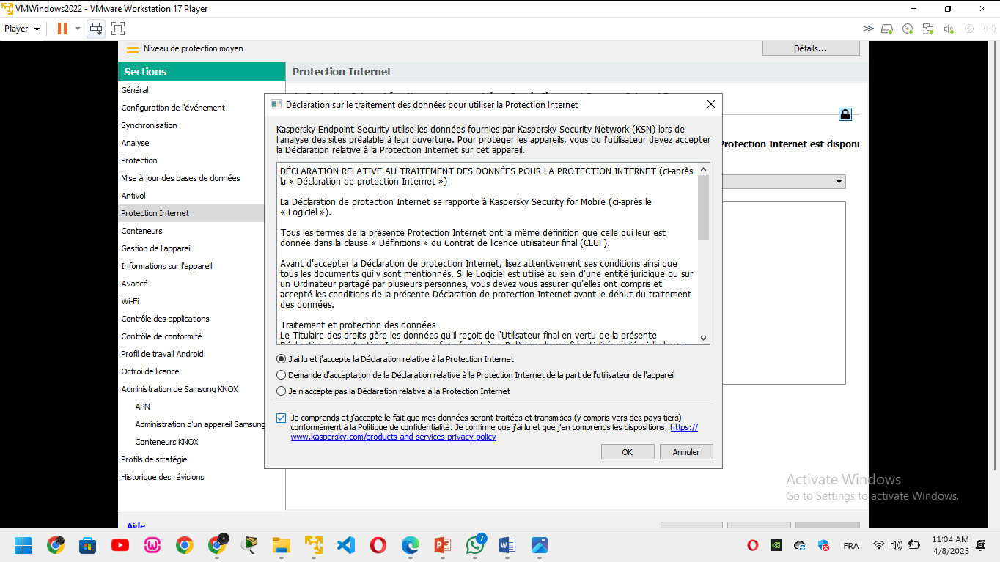 VMWindows2022 - VMware Workstation 17 Player
Player
Niveau de protection moyen
Détails...
Sections
Protection Internet
Général
Configuration de l'événement
Synchronisation
Analyse
Protection
Mise à jour des bases de données
Antivol
Protection Internet
Conteneurs
Gestion de l'appareil
Informations sur l'appareil
Avancé
Wi-Fi
Contrôle des applications
Contrôle de conformité
Profil de travail Android
Octroi de licence
Administration de Samsung KNOX
APN
Administration d'un appareil Samsung
Conteneurs KNOX
Profils de stratégie
Historique des révisions
Aide
Protection Internet est disponi
Déclaration sur le traitement des données pour utiliser la Protection Internet
Kaspersky Endpoint Security utilise les données fournies par Kaspersky Security Network (KSN) lors de
l'analyse des sites préalable à leur ouverture. Pour protéger les appareils, vous ou l'utilisateur devez accepter
la Déclaration relative à la Protection Internet sur cet appareil.
DÉCLARATION RELATIVE AU TRAITEMENT DES DONNÉES POUR LA PROTECTION INTERNET (ci-après
la « Déclaration de protection Internet »)
La Déclaration de protection Internet se rapporte à Kaspersky Security for Mobile (ci-après le
« Logiciel »).
Tous les termes de la présente Protection Internet ont la même définition que celle qui leur est
donnée dans la clause « Définitions » du Contrat de licence utilisateur final (CLUF).
Avant d'accepter la Déclaration de protection Internet, lisez attentivement ses conditions ainsi que
tous les documents qui y sont mentionnés. Si le Logiciel est utilisé au sein d'une entité juridique ou sur
un Ordinateur partagé par plusieurs personnes, vous devez vous assurer qu'elles ont compris et
accepté les conditions de la présente Déclaration de protection Internet avant le début du traitement
des données.
Traitement et protection des données
Le Titulaire des droits gère les données qu'il reçoit de l'Utilisateur final en vertu de la présente
Déclaration de protection Internet, conformément à sa Politique de confidentialité publiée à l'adresse
J'ai lu et j'accepte la Déclaration relative à la Protection Internet
Demande d'acceptation de la Déclaration relative à la Protection Internet de la part de l'utilisateur de l'appareil
Je n'accepte pas la Déclaration relative à la Protection Internet
Je comprends et j'accepte le fait que mes données seront traitées et transmises (y compris vers des pays tiers)
conformément à la Politique de confidentialité. Je confirme que j'ai lu et que j'en comprends les dispositions..https://
www.kaspersky.com/products-and-services-privacy-policy
OK
Annuler
Activate Windows
Go to Settings to activate Windows.
7
FRA
11:04 AM
4/8/2025